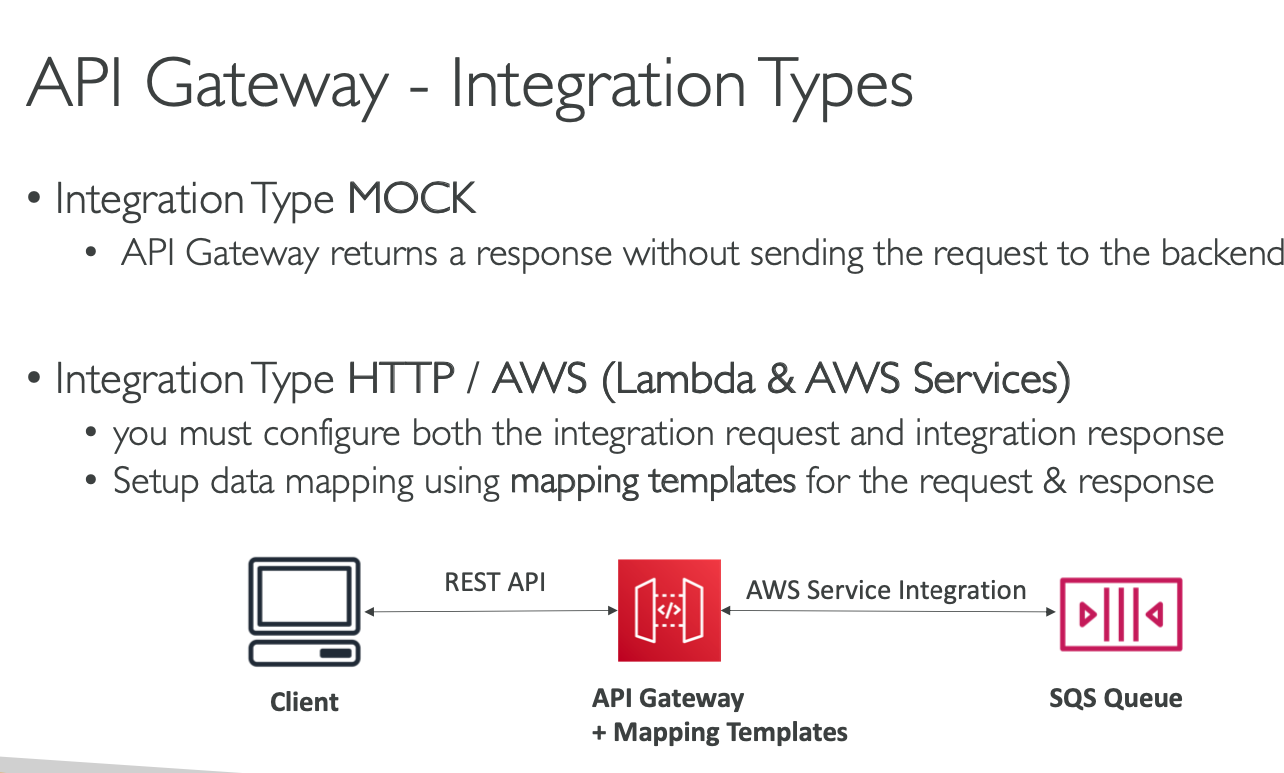 API Gateway - Integration Types
• Integration Type MOCK
• API Gateway returns a response without sending the request to the backend
• Integration Type HTTP / AWS (Lambda & AWS Services)
• you must configure both the integration request and integration response
• Setup data mapping using mapping templates for the request & response
REST API
AWS Service Integration
</>
Client
API Gateway
+ Mapping Templates
SQS Queue